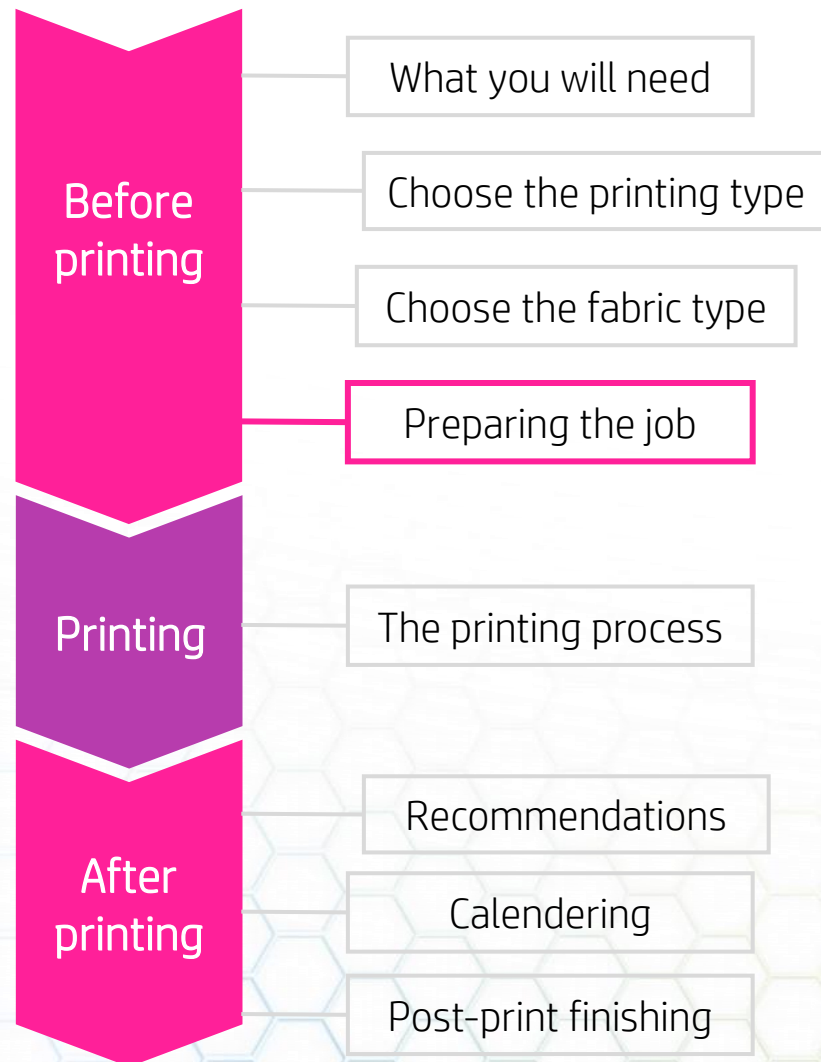 Before
printing
What you will need
Choose the printing type
Choose the fabric type
Preparing the job
Printing
The printing process
After
printing
Recommendations
Calendering
Post-print finishing